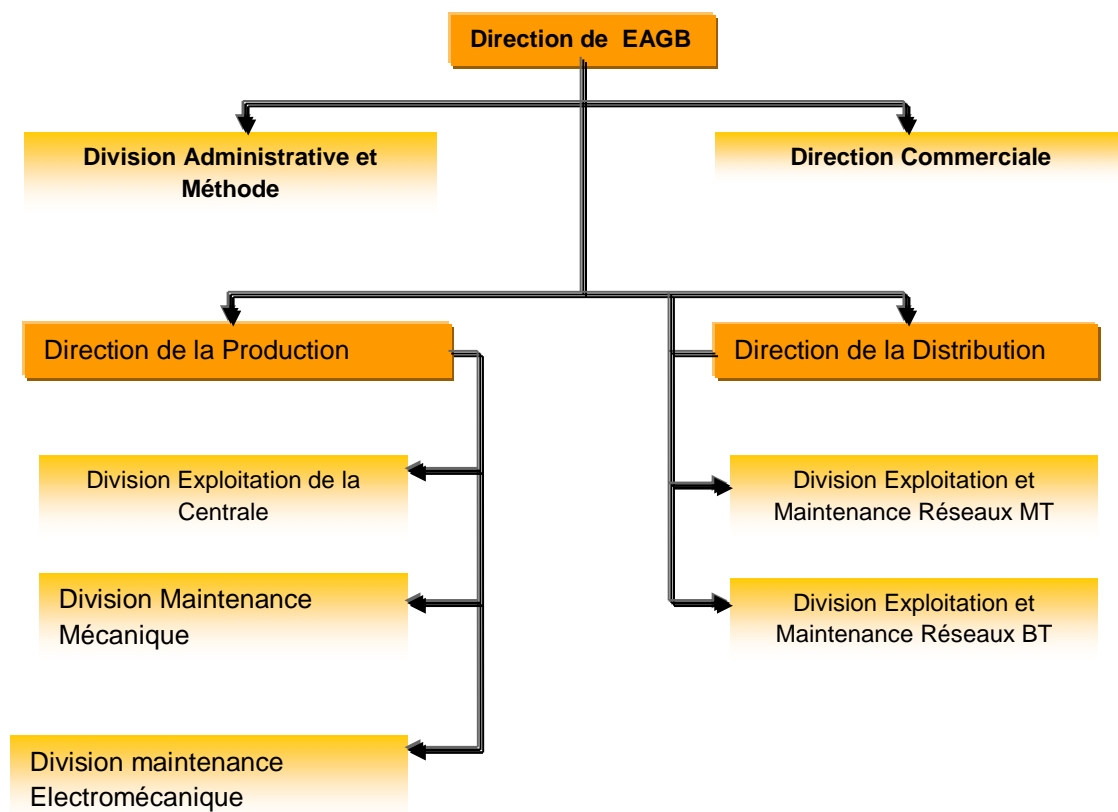 Direction de EAGB
Division Administrative et
Méthode
Direction Commerciale
Direction de la Production
Direction de la Distribution
Division Exploitation de la
Centrale
Division Exploitation et
Maintenance Réseaux MT
Division Maintenance
Mécanique
Division Exploitation et
Maintenance Réseaux BT
Division maintenance
Electromécanique